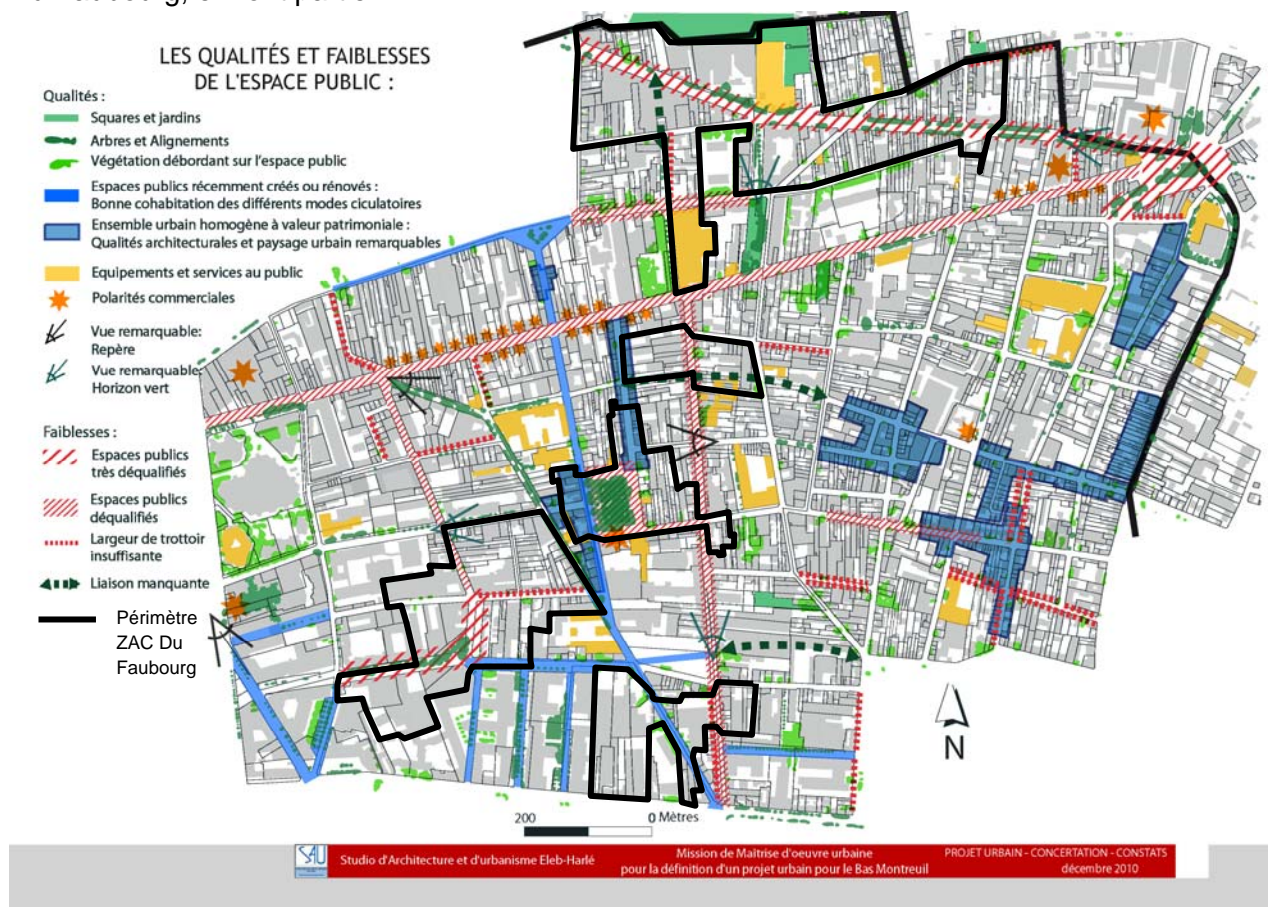 LES QUALITÉS ET FAIBLESSES
DE L'ESPACE PUBLIC :
Qualités :
Squares et jardins
Arbres et Alignements
Végétation débordant sur l'espace public
Espaces publics récemment créés ou rénovés :
Bonne cohabitation des différents modes ciculatoires
Ensemble urbain homogène à valeur patrimoniale :
Qualités architecturales et paysage urbain remarquables
Equipements et services au public
Polarités commerciales
Vue remarquable:
Repère
Vue remarquable:
Horizon vert
Faiblesses :
Espaces publics
très déqualifiés
Espaces publics
déqualifiés
Largeur de trottoir
insuffisante
Liaison manquante
Périmètre
ZAC Du
Faubourg
N
200 0 Mètres
SAU
Studio d'Architecture et d'urbanisme Eleb-Harlé
Mission de Maîtrise d'oeuvre urbaine
pour la définition d'un projet urbain pour le Bas Montreuil
PROJET URBAIN - CONCERTATION - CONSTATS
décembre 2010